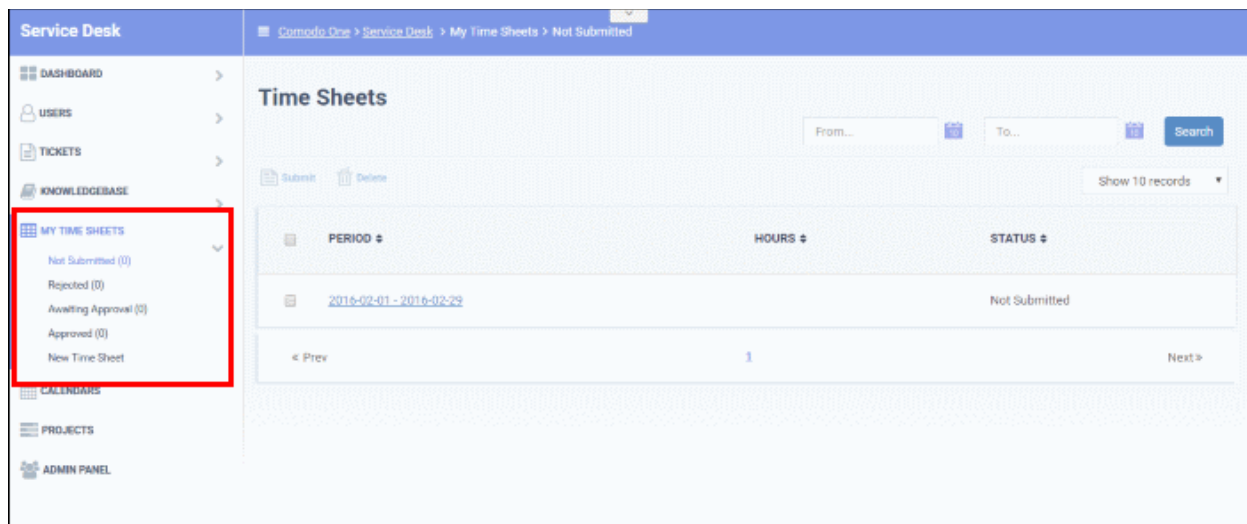 Service Desk
Comodo One > Service Desk > My Time Sheets > Not Submitted
DASHBOARD
USERS
TICKETS
KNOWLEDGEBASE
MY TIME SHEETS
Not Submitted (0)
Rejected (0)
Awaiting Approval (0)
Approved (0)
New Time Sheet
CALENDARS
PROJECTS
ADMIN PANEL
Time Sheets
From... 10 To... 10 Search
Submit Delete Show 10 records
PERIOD HOURS STATUS
2016-02-01 - 2016-02-29 Not Submitted
« Prev 1 Next »